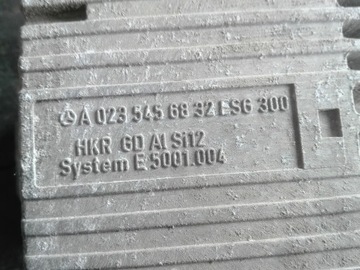 A 023 545 68 32 ES6 300
HKR GD Al Si12
System E 5001.004